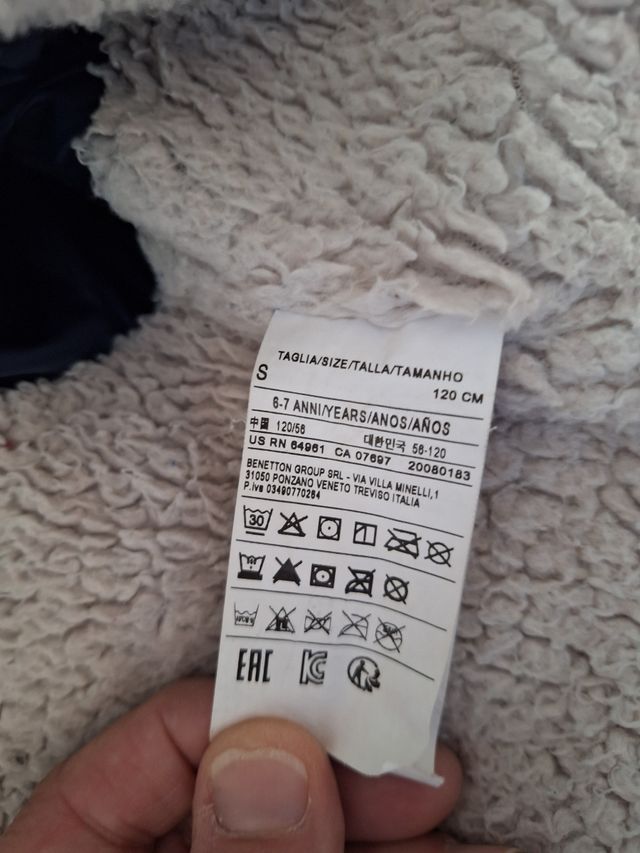 TAGLIA/SIZE/TALLA/TAMANHO
S 120 CM
6-7 ANNI/YEARS/ANOS/AÑOS
中国 120/56 대한민국 56-120
US RN 64961 CA 07697 20080183
BENETTON GROUP SRL - VIA VILLA MINELLI,1
31050 PONZANO VENETO TREVISO ITALIA
P.iva 03490770264
30
EAC